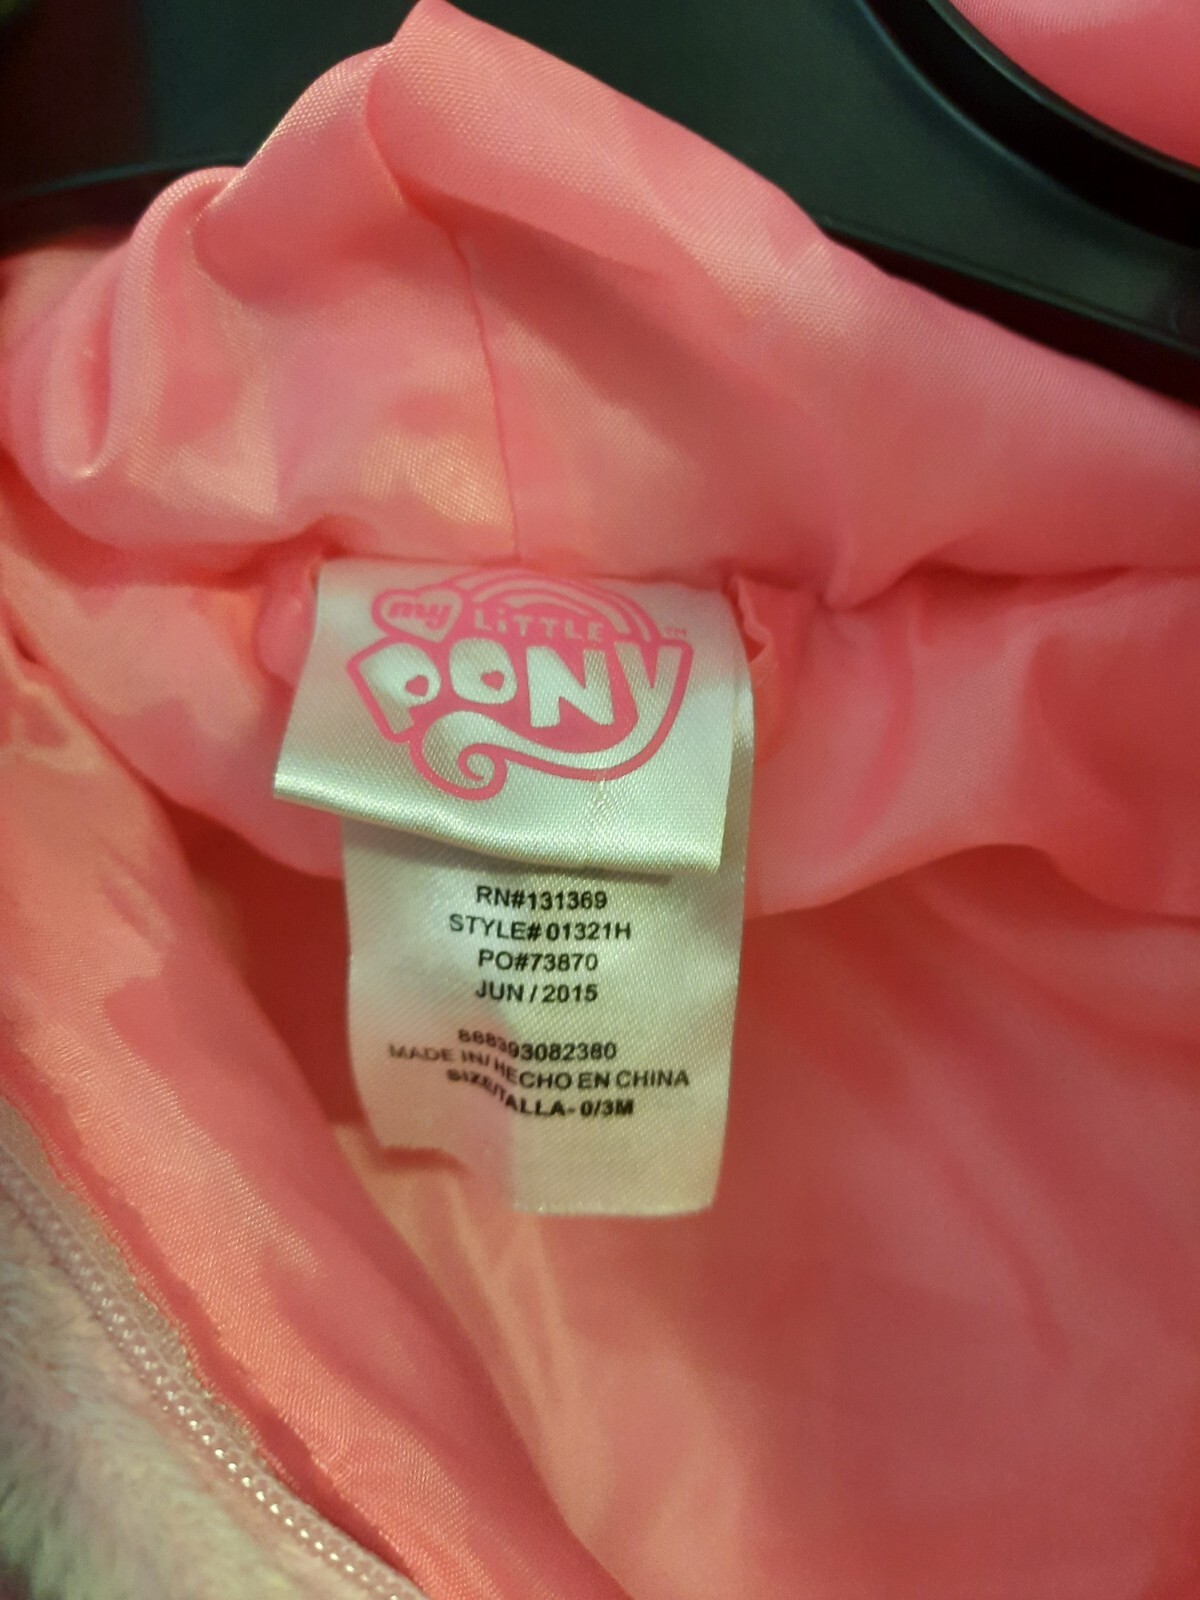 my LiTTLE TM
PONY
RN#131369
STYLE# 01321H
PO#73870
JUN / 2015
888393082380
MADE IN/ HECHO EN CHINA
SIZE/TALLA- 0/3M